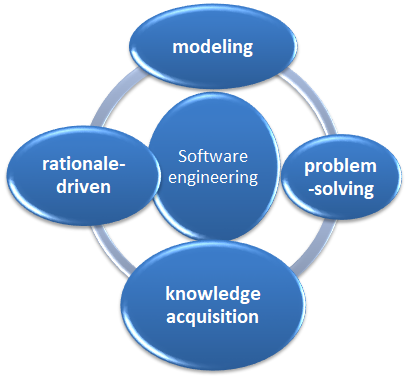 modeling
rationale-
driven
Software
engineering
problem
-solving
knowledge
acquisition